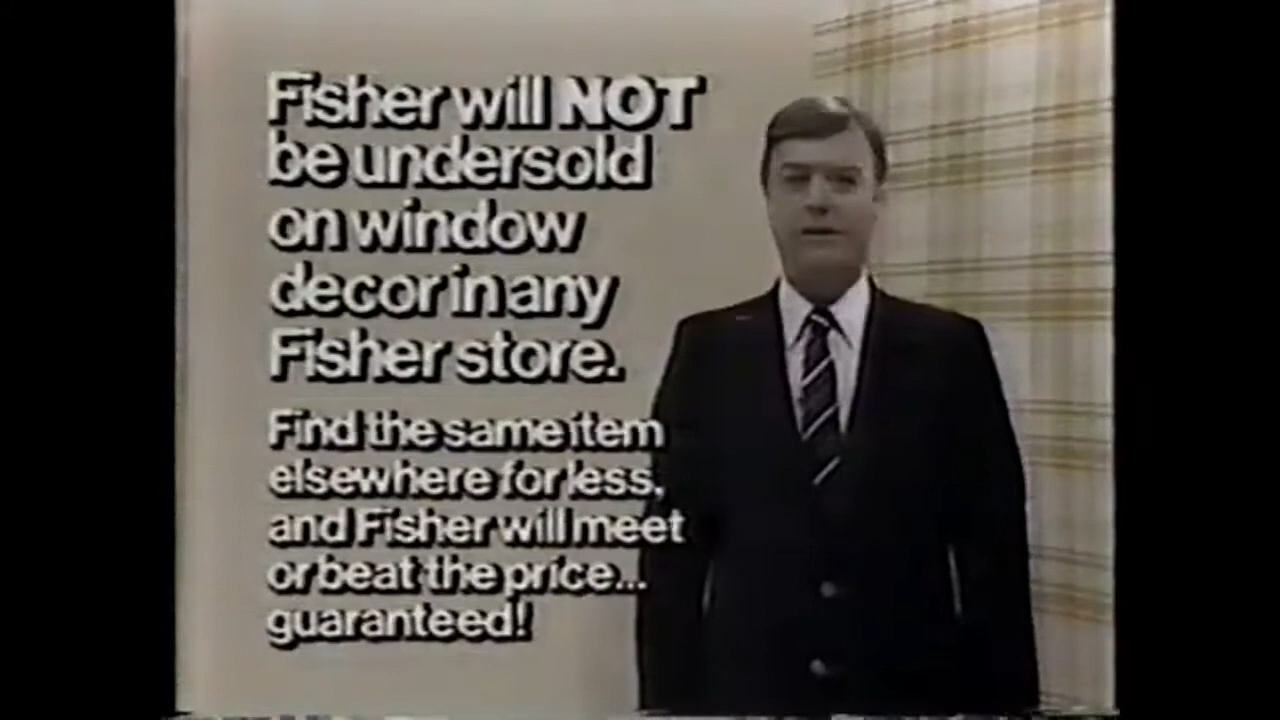 Fisher will NOT
be undersold
on window
decor in any
Fisher store.
Find the same item
elsewhere for less,
and Fisher will meet
or beat the price...
guaranteed!